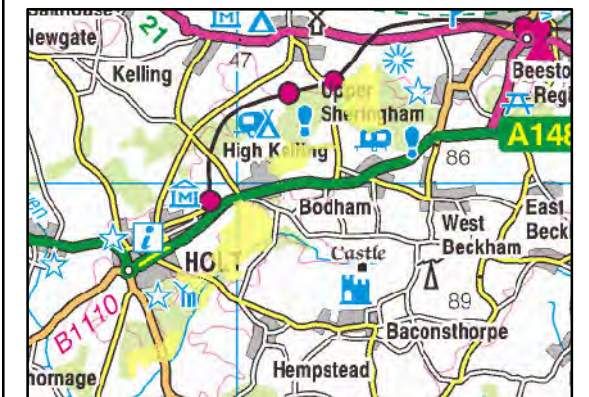 Newgate
21
M
Kelling
47
Beesto
Regi
Upper
Sheringham
High Kelling
A148
86
M
Bodham
West
Beckham
East
Beck
i
HOLT
Castle
89
B1110
Baconsthorpe
Hempstead
hornage